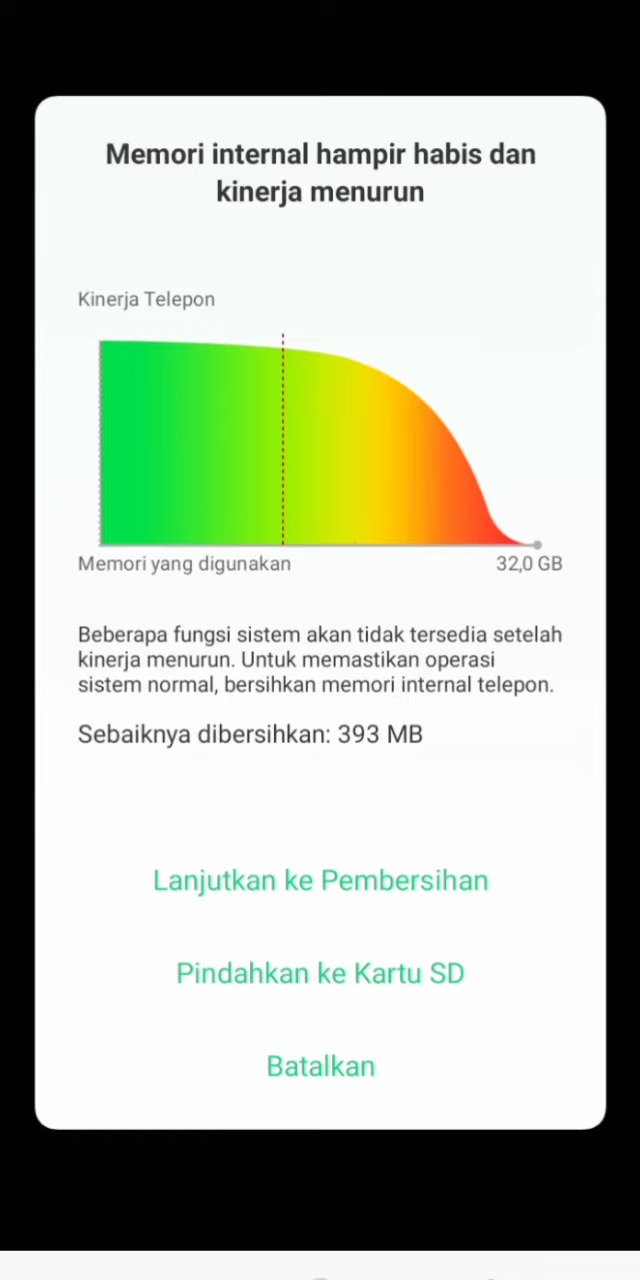 Memori internal hampir habis dan
kinerja menurun
Kinerja Telepon
Memori yang digunakan
32,0 GB
Beberapa fungsi sistem akan tidak tersedia setelah
kinerja menurun. Untuk memastikan operasi
sistem normal, bersihkan memori internal telepon.
Sebaiknya dibersihkan: 393 MB
Lanjutkan ke Pembersihan
Pindahkan ke Kartu SD
Batalkan